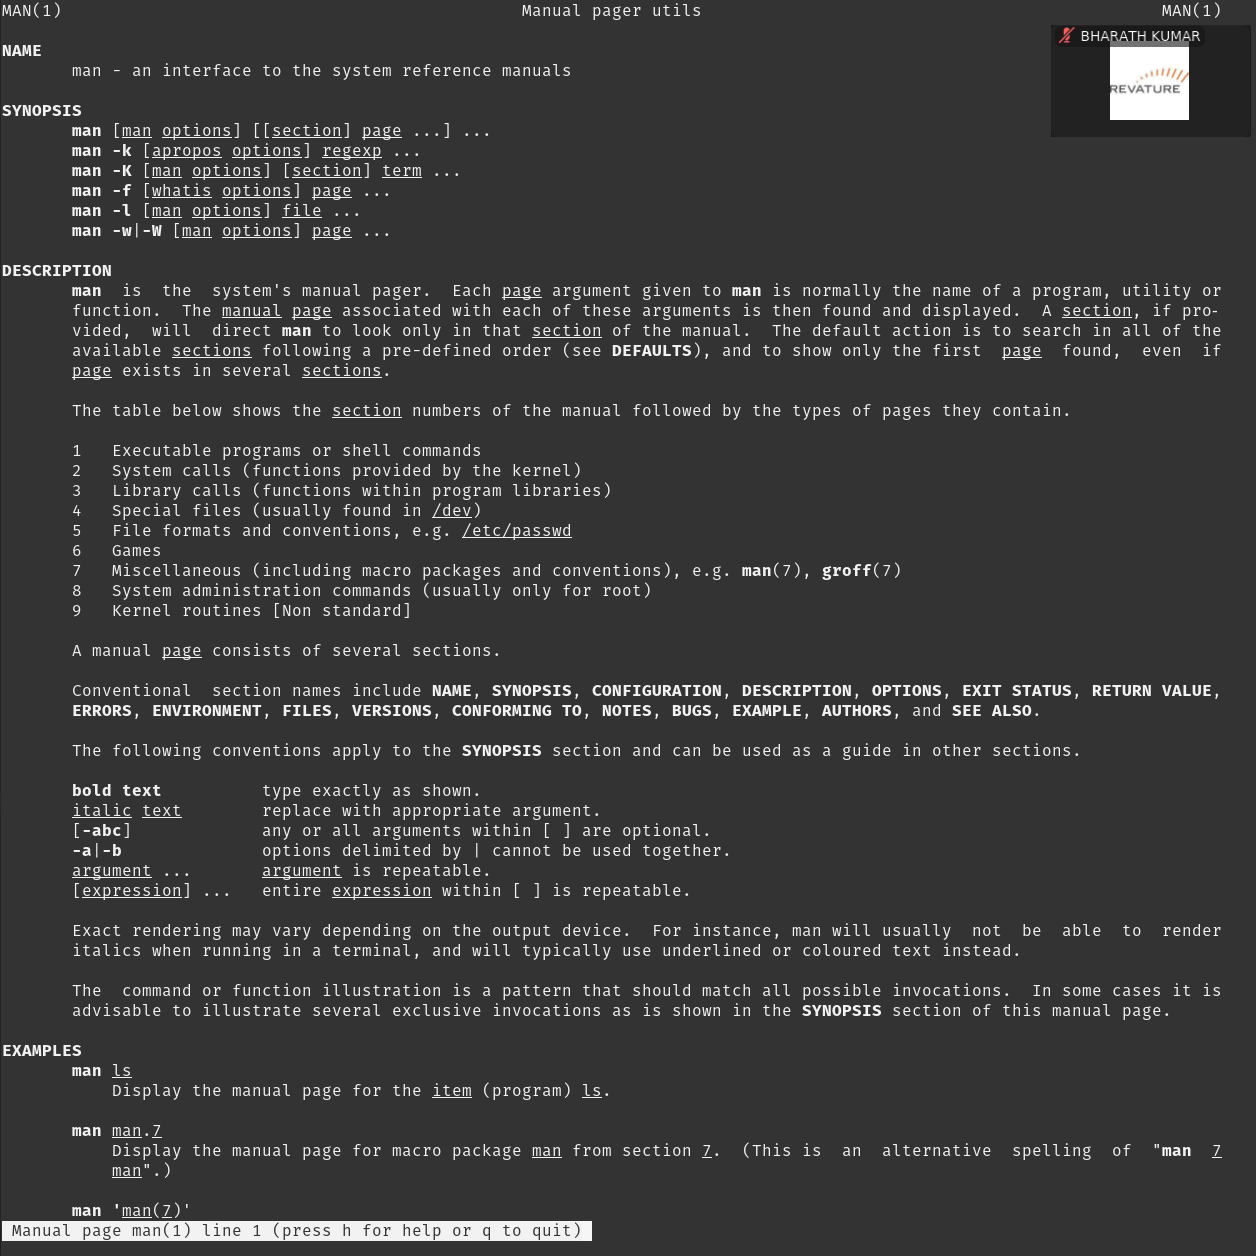 MAN(1) Manual pager utils MAN(1)
BHARATH KUMAR
REVATURE
NAME
man - an interface to the system reference manuals
SYNOPSIS
man [man options] [[section] page ...] ...
man -k [apropos options] regexp ...
man -K [man options] [section] term ...
man -f [whatis options] page ...
man -l [man options] file ...
man -w|-W [man options] page ...
DESCRIPTION
man is the system's manual pager. Each page argument given to man is normally the name of a program, utility or
function. The manual page associated with each of these arguments is then found and displayed. A section, if pro-
vided, will direct man to look only in that section of the manual. The default action is to search in all of the
available sections following a pre-defined order (see DEFAULTS), and to show only the first page found, even if
page exists in several sections.
The table below shows the section numbers of the manual followed by the types of pages they contain.
1 Executable programs or shell commands
2 System calls (functions provided by the kernel)
3 Library calls (functions within program libraries)
4 Special files (usually found in /dev)
5 File formats and conventions, e.g. /etc/passwd
6 Games
7 Miscellaneous (including macro packages and conventions), e.g. man(7), groff(7)
8 System administration commands (usually only for root)
9 Kernel routines [Non standard]
A manual page consists of several sections.
Conventional section names include NAME, SYNOPSIS, CONFIGURATION, DESCRIPTION, OPTIONS, EXIT STATUS, RETURN VALUE,
ERRORS, ENVIRONMENT, FILES, VERSIONS, CONFORMING TO, NOTES, BUGS, EXAMPLE, AUTHORS, and SEE ALSO.
The following conventions apply to the SYNOPSIS section and can be used as a guide in other sections.
bold text type exactly as shown.
italic text replace with appropriate argument.
[-abc] any or all arguments within [ ] are optional.
-a|-b options delimited by | cannot be used together.
argument ... argument is repeatable.
[expression] ... entire expression within [ ] is repeatable.
Exact rendering may vary depending on the output device. For instance, man will usually not be able to render
italics when running in a terminal, and will typically use underlined or coloured text instead.
The command or function illustration is a pattern that should match all possible invocations. In some cases it is
advisable to illustrate several exclusive invocations as is shown in the SYNOPSIS section of this manual page.
EXAMPLES
man ls
Display the manual page for the item (program) ls.
man man.7
Display the manual page for macro package man from section 7. (This is an alternative spelling of "man 7
man".)
man 'man(7)'
Manual page man(1) line 1 (press h for help or q to quit)